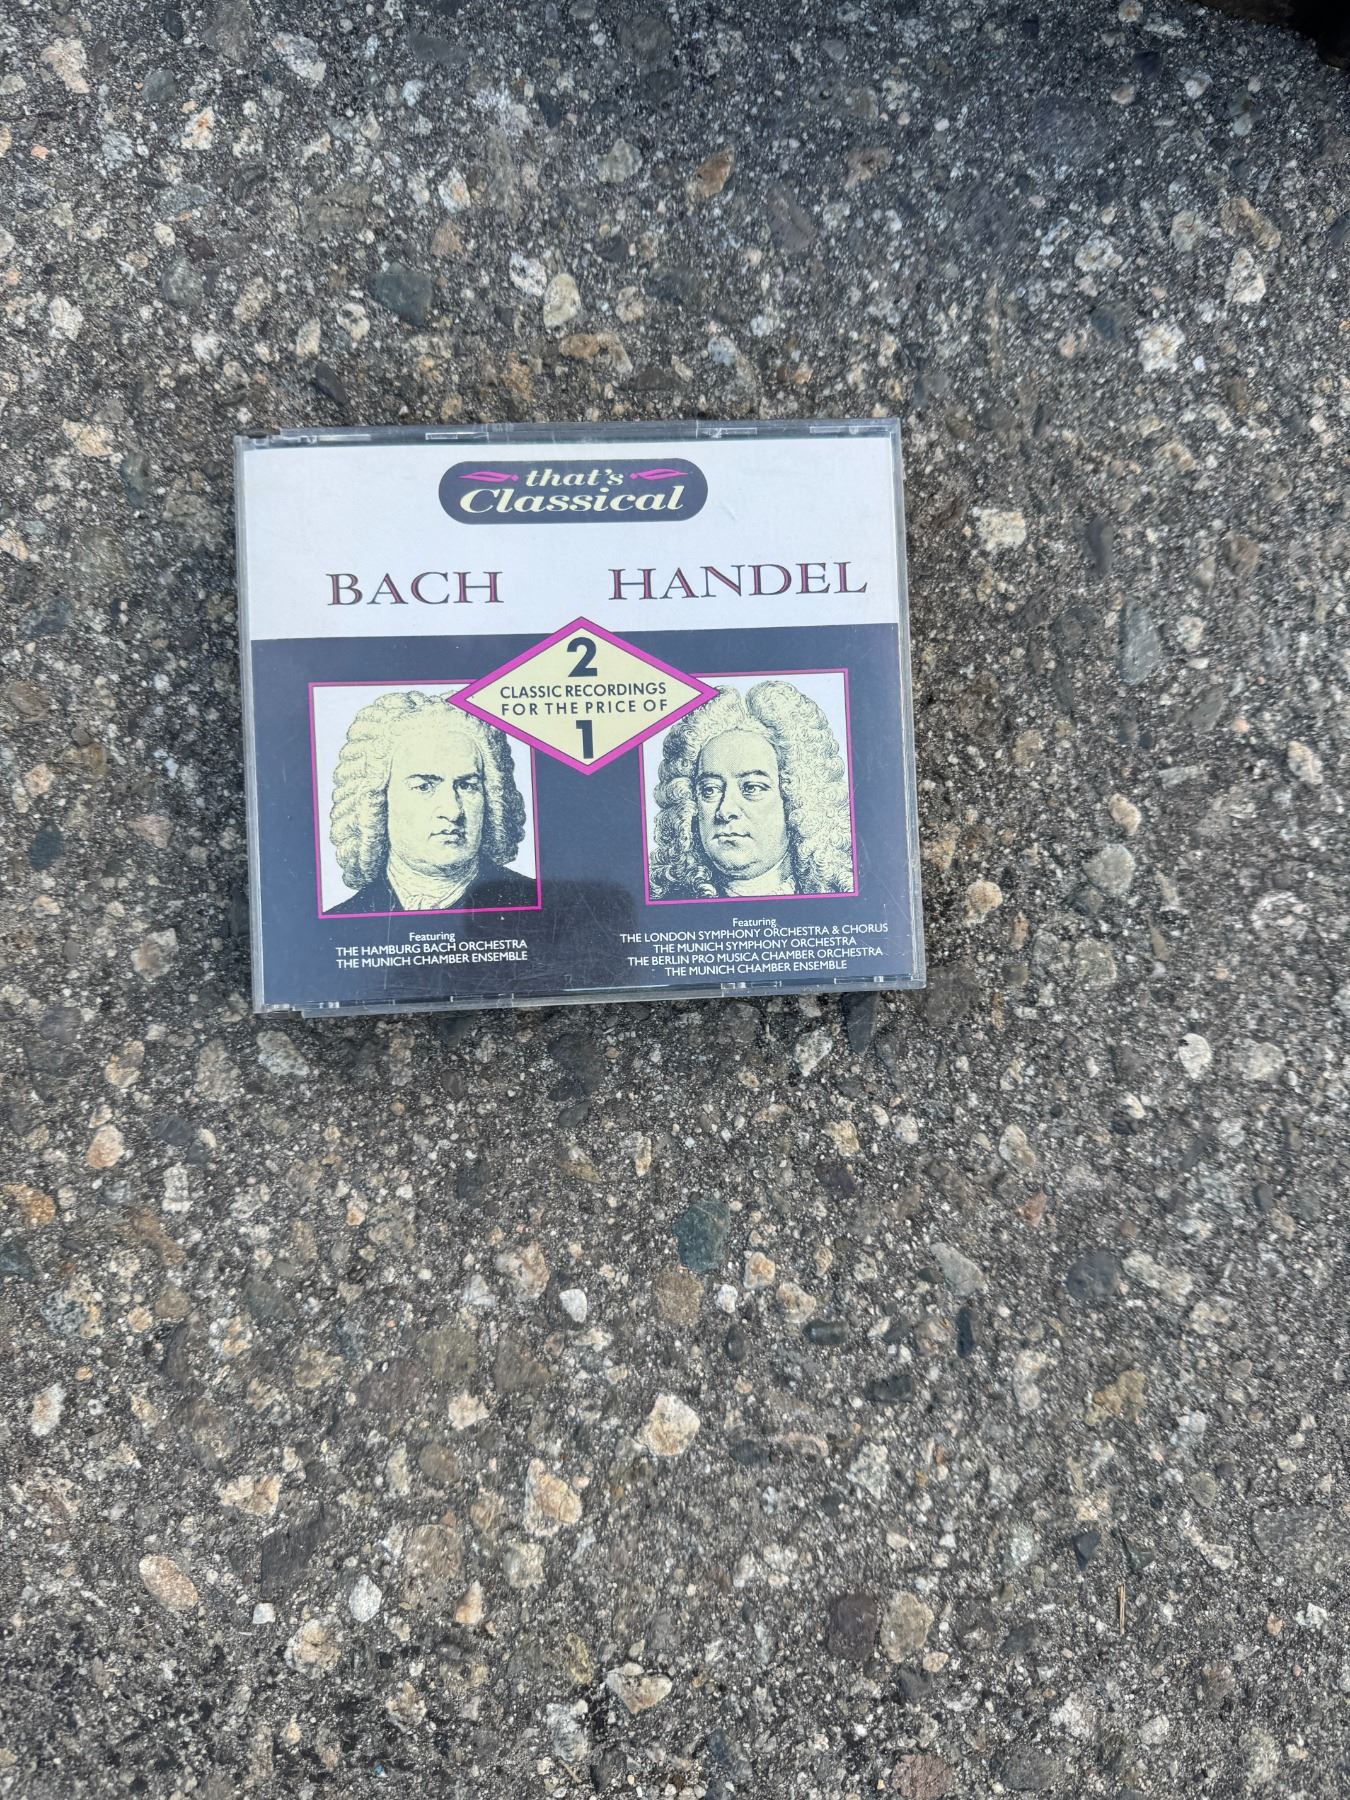 that's
Classical
BACH
HANDEL
2
CLASSIC RECORDINGS
FOR THE PRICE OF
1
Featuring
THE HAMBURG BACH ORCHESTRA
THE MUNICH CHAMBER ENSEMBLE
Featuring
THE LONDON SYMPHONY ORCHESTRA & CHORUS
THE MUNICH SYMPHONY ORCHESTRA
THE BERLIN PRO MUSICA CHAMBER ORCHESTRA
THE MUNICH CHAMBER ENSEMBLE